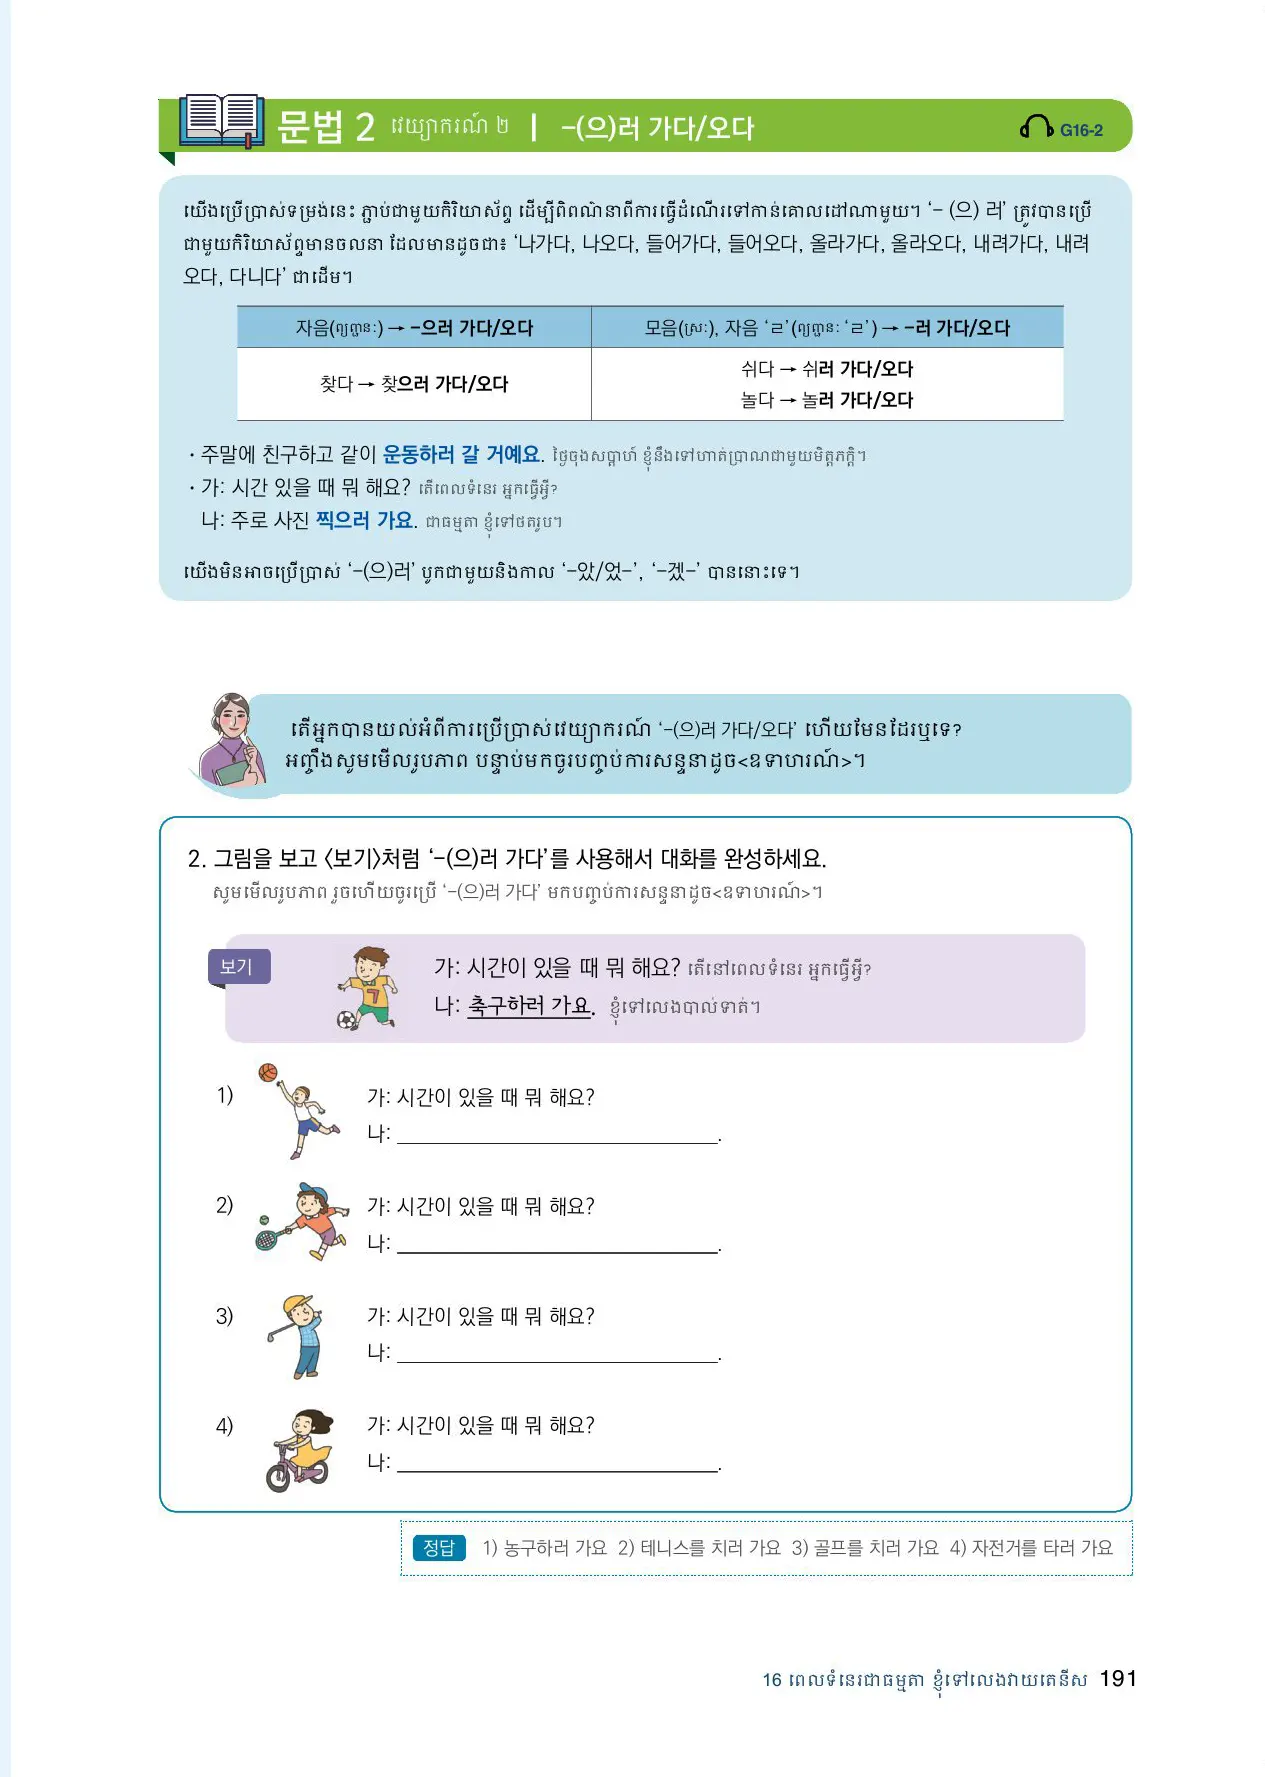 문법 2 វេយ្យាករណ៍ ២ | -(으)러 가다/오다
G16-2
យើងប្រើប្រាស់ទម្រង់នេះ ភ្ជាប់ជាមួយកិរិយាស័ព្ទ ដើម្បីពិពណ៌នាពីការធ្វើដំណើរទៅកាន់គោលដៅណាមួយ។ ‘- (으) 러’ ត្រូវបានប្រើ
ជាមួយកិរិយាស័ព្ទមានចលនា ដែលមានដូចជា៖ ‘나가다, 나오다, 들어가다, 들어오다, 올라가다, 올라오다, 내려가다, 내려
오다, 다니다’ ជាដើម។
자음(ព្យញ្ជនៈ) → -으러 가다/오다
모음(ស្រៈ), 자음 ‘ㄹ’(ព្យញ្ជនៈ ‘ㄹ’) → -러 가다/오다
찾다 → 찾으러 가다/오다
쉬다 → 쉬러 가다/오다
놀다 → 놀러 가다/오다
· 주말에 친구하고 같이 운동하러 갈 거예요. ថ្ងៃចុងសប្តាហ៍ ខ្ញុំនឹងទៅហាត់ប្រាណជាមួយមិត្តភក្តិ។
· 가: 시간 있을 때 뭐 해요? តើពេលទំនេរ អ្នកធ្វើអ្វី?
나: 주로 사진 찍으러 가요. ជាធម្មតា ខ្ញុំទៅថតរូប។
យើងមិនអាចប្រើប្រាស់ ‘-(으)러’ បូកជាមួយនិងកាល ‘-았/었-’, ‘-겠-’ បាននោះទេ។
តើអ្នកបានយល់អំពីការប្រើប្រាស់វេយ្យាករណ៍ ‘-(으)러 가다/오다’ ហើយមែនដែរឬទេ?
អញ្ចឹងសូមមើលរូបភាព បន្ទាប់មកចូរបញ្ចប់ការសន្ទនាដូច<ឧទាហរណ៍>។
2. 그림을 보고 〈보기〉처럼 ‘-(으)러 가다’를 사용해서 대화를 완성하세요.
សូមមើលរូបភាព រួចហើយចូរប្រើ ‘-(으)러 가다’ មកបញ្ចប់ការសន្ទនាដូច<ឧទាហរណ៍>។
보기
가: 시간이 있을 때 뭐 해요? តើនៅពេលទំនេរ អ្នកធ្វើអ្វី?
나: 축구하러 가요. ខ្ញុំទៅលេងបាល់ទាត់។
1) 가: 시간이 있을 때 뭐 해요?
나: ____________.
2) 가: 시간이 있을 때 뭐 해요?
나: ____________.
3) 가: 시간이 있을 때 뭐 해요?
나: ____________.
4) 가: 시간이 있을 때 뭐 해요?
나: ____________.
정답 1) 농구하러 가요 2) 테니스를 치러 가요 3) 골프를 치러 가요 4) 자전거를 타러 가요
16 ពេលទំនេរជាធម្មតា ខ្ញុំទៅលេងវាយតេនីស 191